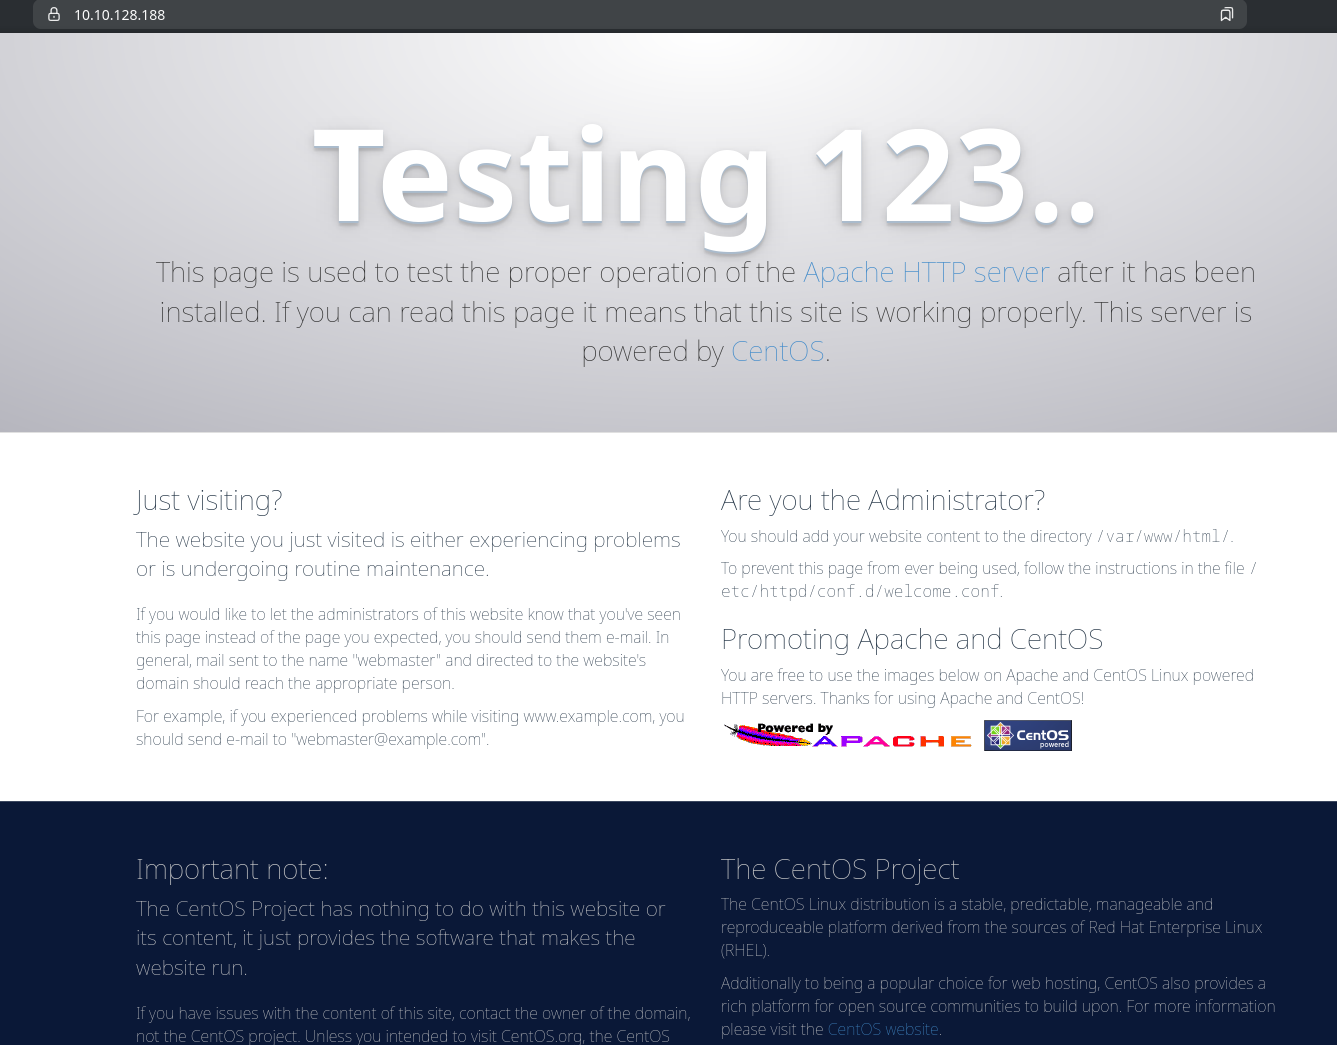 10.10.128.188
Testing 123..
This page is used to test the proper operation of the Apache HTTP server after it has been
installed. If you can read this page it means that this site is working properly. This server is
powered by CentOS.
Just visiting?
The website you just visited is either experiencing problems
or is undergoing routine maintenance.
If you would like to let the administrators of this website know that you've seen
this page instead of the page you expected, you should send them e-mail. In
general, mail sent to the name "webmaster" and directed to the website's
domain should reach the appropriate person.
For example, if you experienced problems while visiting www.example.com, you
should send e-mail to "webmaster@example.com".
Are you the Administrator?
You should add your website content to the directory /var/www/html/.
To prevent this page from ever being used, follow the instructions in the file /
etc/httpd/conf.d/welcome.conf.
Promoting Apache and CentOS
You are free to use the images below on Apache and CentOS Linux powered
HTTP servers. Thanks for using Apache and CentOS!
Powered by
APACHE
CentOS
powered
Important note:
The CentOS Project has nothing to do with this website or
its content, it just provides the software that makes the
website run.
If you have issues with the content of this site, contact the owner of the domain,
not the CentOS project. Unless you intended to visit CentOS.org, the CentOS
The CentOS Project
The CentOS Linux distribution is a stable, predictable, manageable and
reproduceable platform derived from the sources of Red Hat Enterprise Linux
(RHEL).
Additionally to being a popular choice for web hosting, CentOS also provides a
rich platform for open source communities to build upon. For more information
please visit the CentOS website.